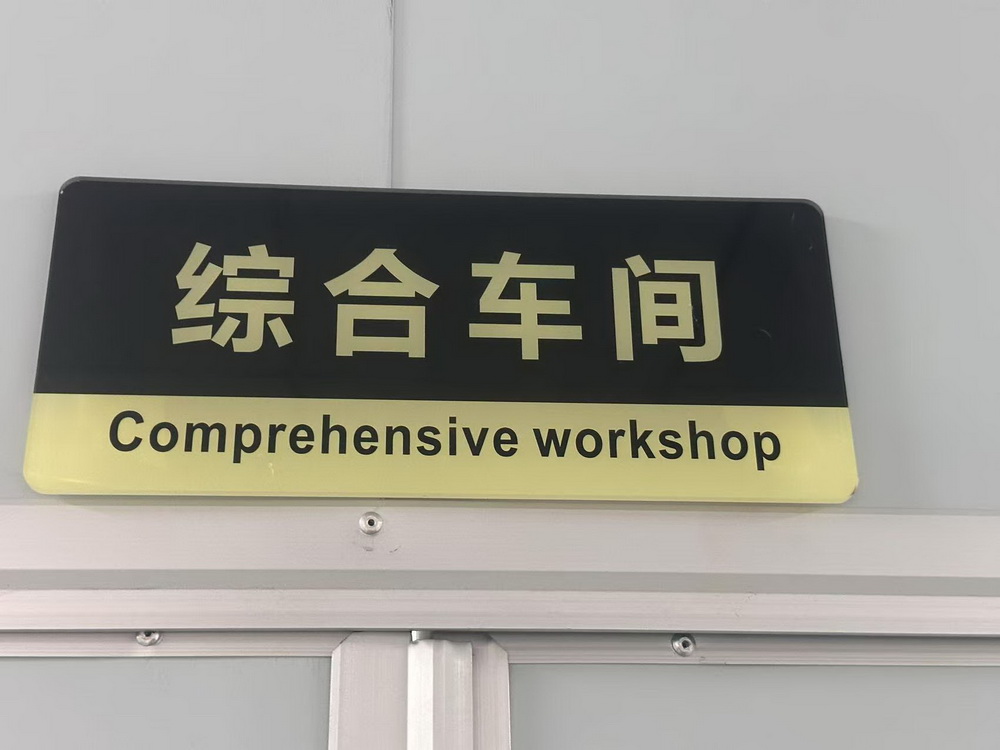 综合车间
Comprehensive workshop